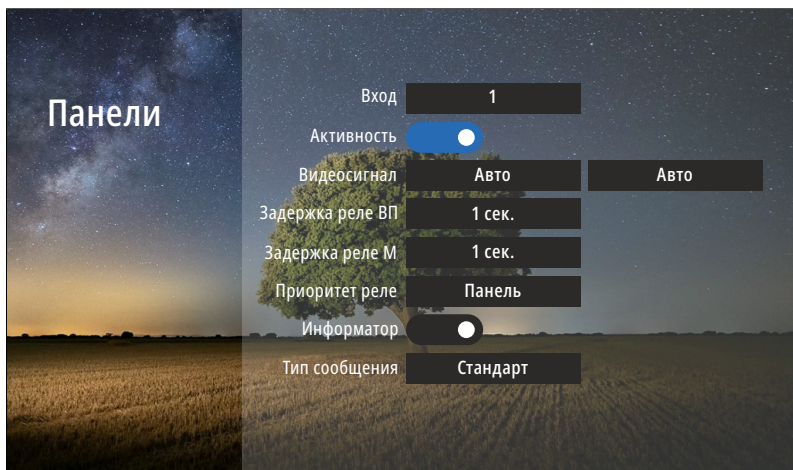 Панели
Вход 1
Активность
Видеосигнал Авто Авто
Задержка реле ВП 1 сек.
Задержка реле М 1 сек.
Приоритет реле Панель
Информатор
Тип сообщения Стандарт